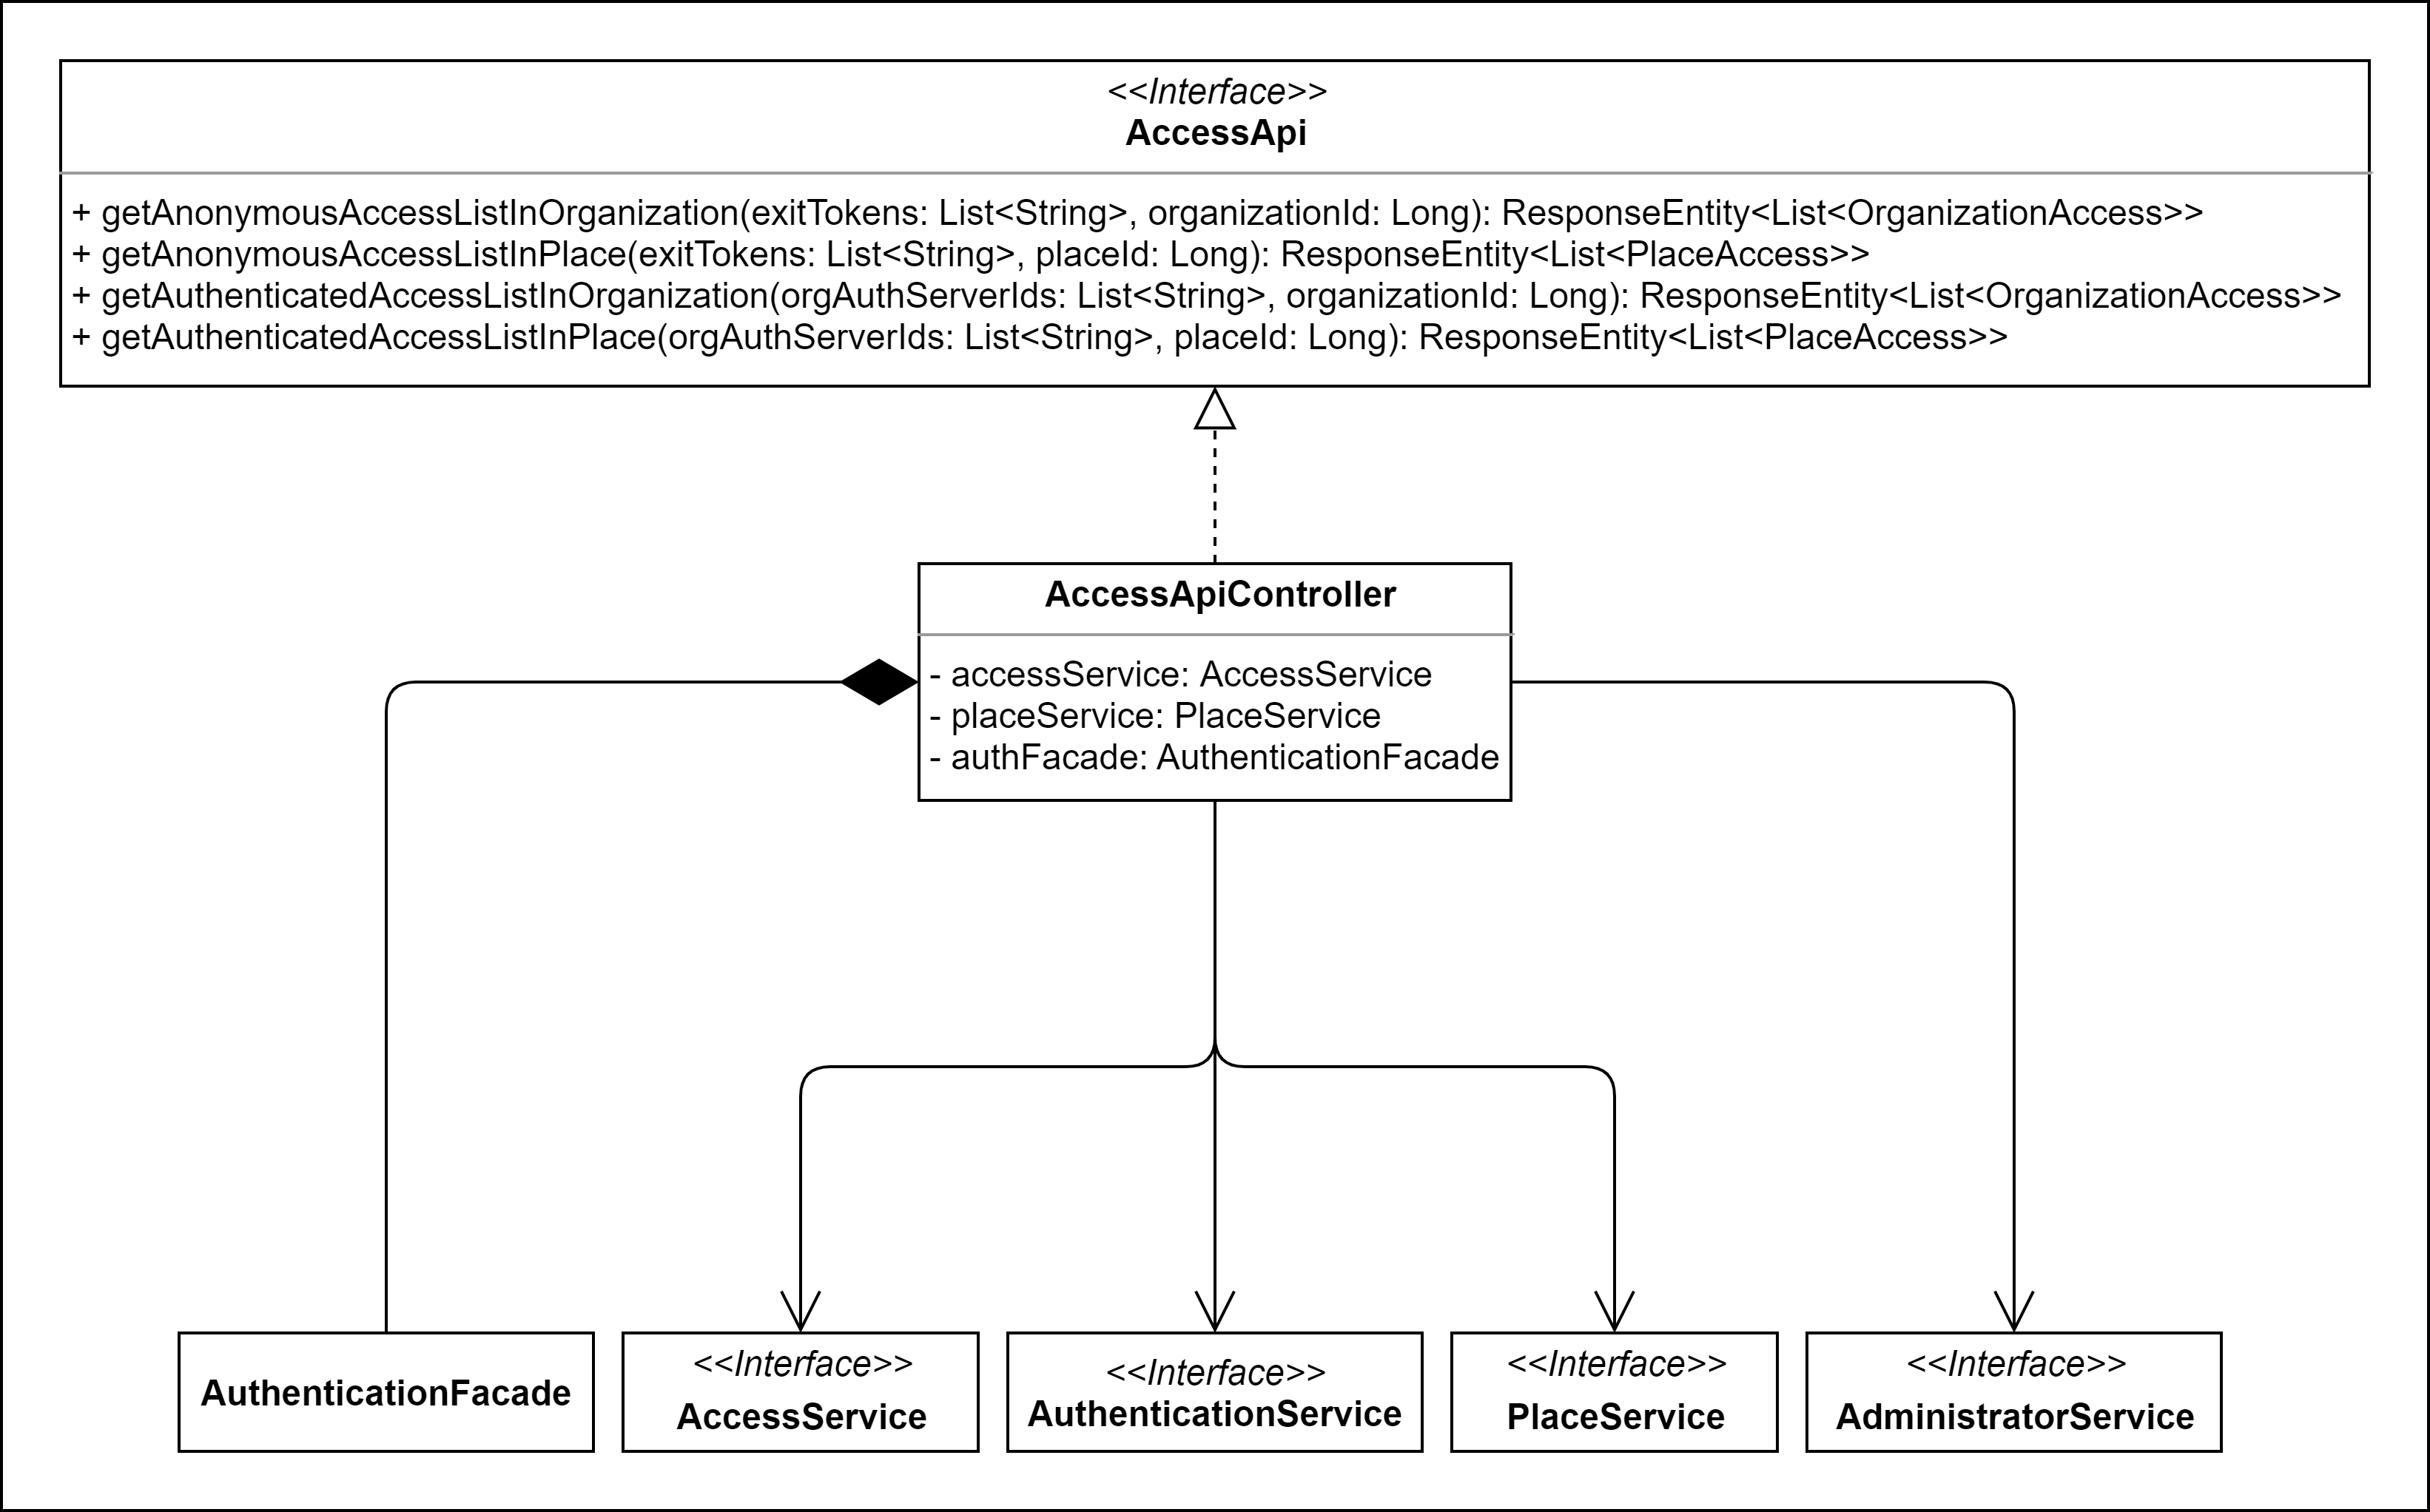 <<Interface>>
AccessApi
+ getAnonymousAccessListInOrganization(exitTokens: List<String>, organizationId: Long): ResponseEntity<List<OrganizationAccess>>
+ getAnonymousAccessListInPlace(exitTokens: List<String>, placeId: Long): ResponseEntity<List<PlaceAccess>>
+ getAuthenticatedAccessListInOrganization(orgAuthServerIds: List<String>, organizationId: Long): ResponseEntity<List<OrganizationAccess>>
+ getAuthenticatedAccessListInPlace(orgAuthServerIds: List<String>, placeId: Long): ResponseEntity<List<PlaceAccess>>
AccessApiController
- accessService: AccessService
- placeService: PlaceService
- authFacade: AuthenticationFacade
AuthenticationFacade
<<Interface>>
AccessService
<<Interface>>
AuthenticationService
<<Interface>>
PlaceService
<<Interface>>
AdministratorService